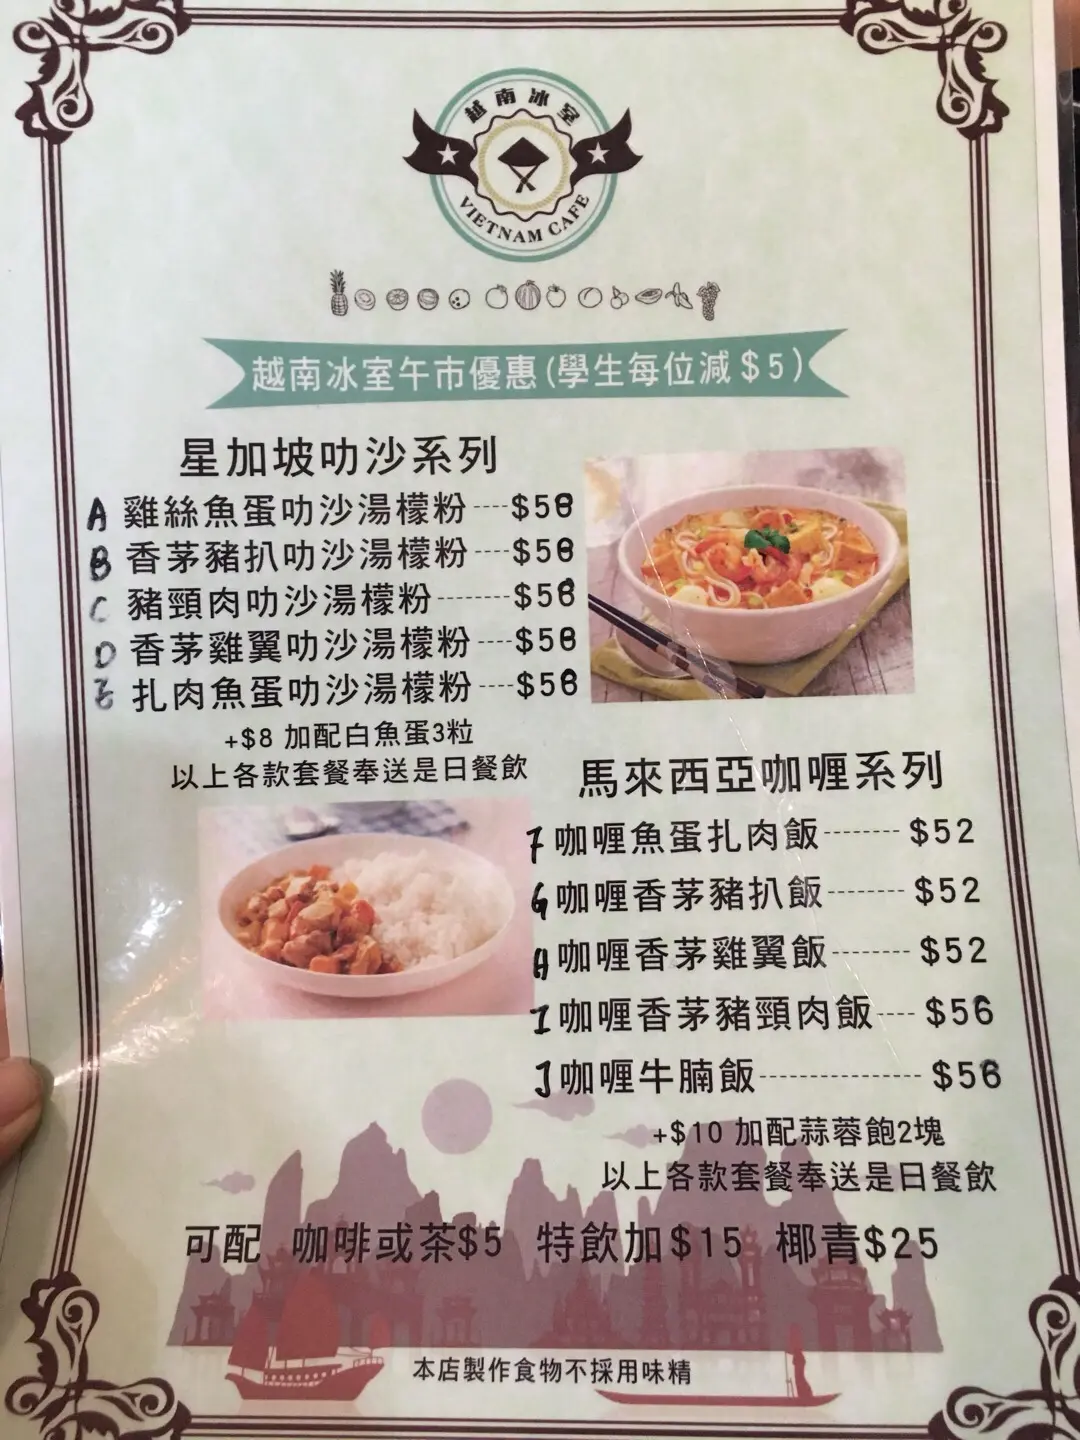 越南冰室
VIETNAM CAFE
越南冰室午市優惠(學生每位減$5)
星加坡叻沙系列
A 雞絲魚蛋叻沙湯檬粉----$58
B 香茅豬扒叻沙湯檬粉----$58
C 豬頸肉叻沙湯檬粉--------$58
D 香茅雞翼叻沙湯檬粉----$58
E 扎肉魚蛋叻沙湯檬粉----$58
+$8 加配白魚蛋3粒
以上各款套餐奉送是日餐飲
馬來西亞咖喱系列
F 咖喱魚蛋扎肉飯--------$52
G 咖喱香茅豬扒飯--------$52
H 咖喱香茅雞翼飯--------$52
I 咖喱香茅豬頸肉飯----$56
J 咖喱牛腩飯----------------$58
+$10 加配蒜蓉飽2塊
以上各款套餐奉送是日餐飲
可配 咖啡或茶$5 特飲加$15 椰青$25
本店製作食物不採用味精